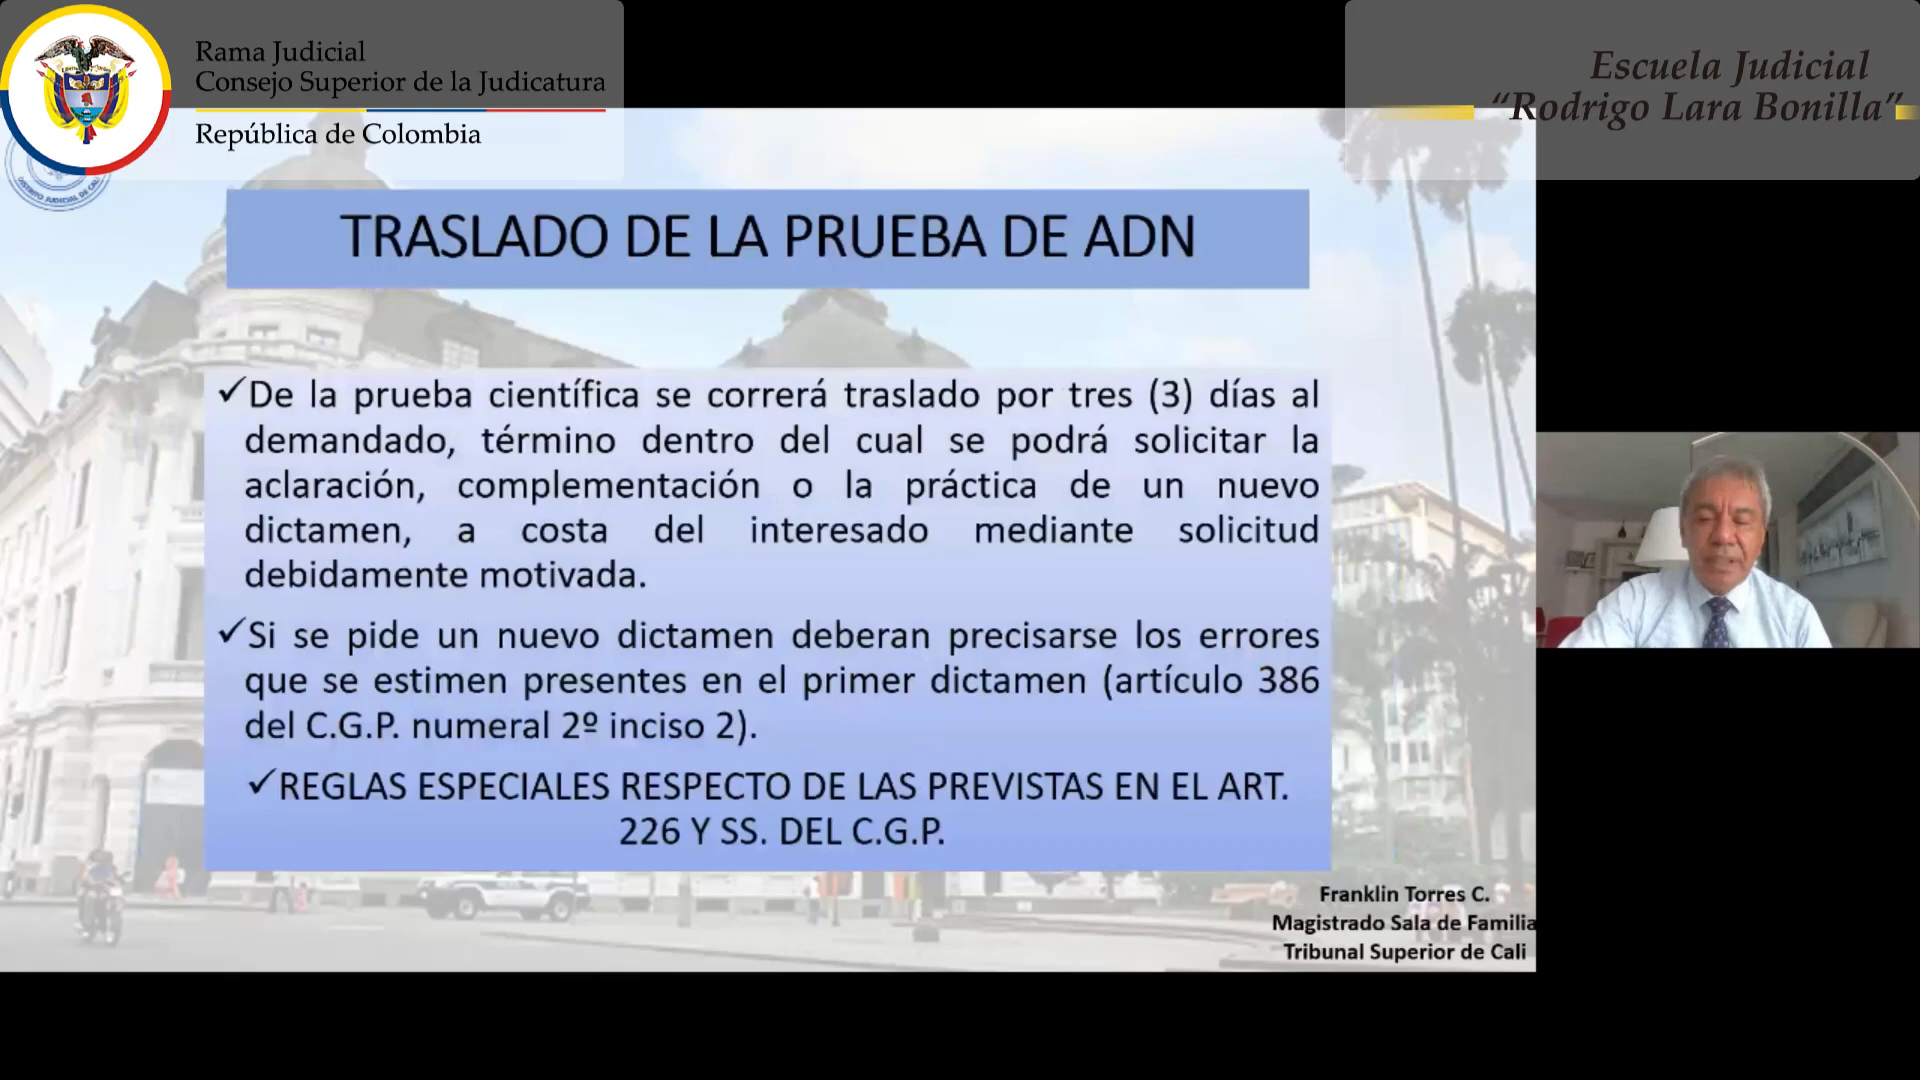 Rama Judicial
Consejo Superior de la Judicatura
República de Colombia
Escuela Judicial
“Rodrigo Lara Bonilla”
DISTRITO JUDICIAL DE CALI
TRASLADO DE LA PRUEBA DE ADN
✓De la prueba científica se correrá traslado por tres (3) días al
demandado, término dentro del cual se podrá solicitar la
aclaración, complementación o la práctica de un nuevo
dictamen, a costa del interesado mediante solicitud
debidamente motivada.
✓Si se pide un nuevo dictamen deberan precisarse los errores
que se estimen presentes en el primer dictamen (artículo 386
del C.G.P. numeral 2º inciso 2).
✓REGLAS ESPECIALES RESPECTO DE LAS PREVISTAS EN EL ART.
226 Y SS. DEL C.G.P.
Franklin Torres C.
Magistrado Sala de Familia
Tribunal Superior de Cali